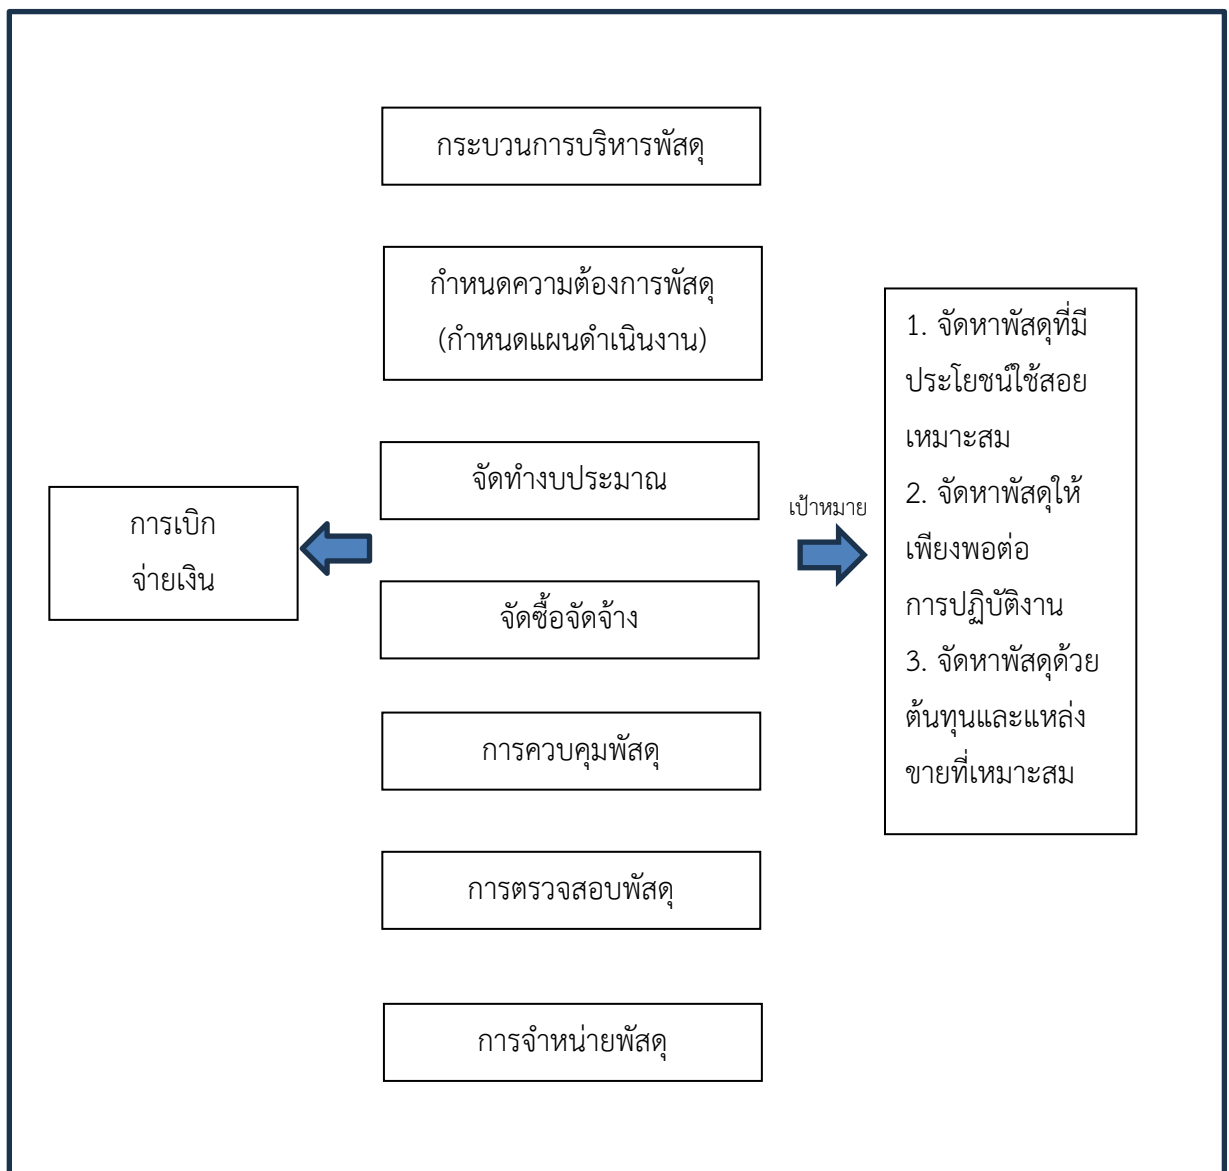 กระบวนการบริหารพัสดุ
กำหนดความต้องการพัสดุ
(กำหนดแผนดำเนินงาน)
จัดทำงบประมาณ
การเบิก
จ่ายเงิน
จัดซื้อจัดจ้าง
การควบคุมพัสดุ
การตรวจสอบพัสดุ
การจำหน่ายพัสดุ
เป้าหมาย
1. จัดหาพัสดุที่มี
ประโยชน์ใช้สอย
เหมาะสม
2. จัดหาพัสดุให้
เพียงพอต่อ
การปฏิบัติงาน
3. จัดหาพัสดุด้วย
ต้นทุนและแหล่ง
ขายที่เหมาะสม